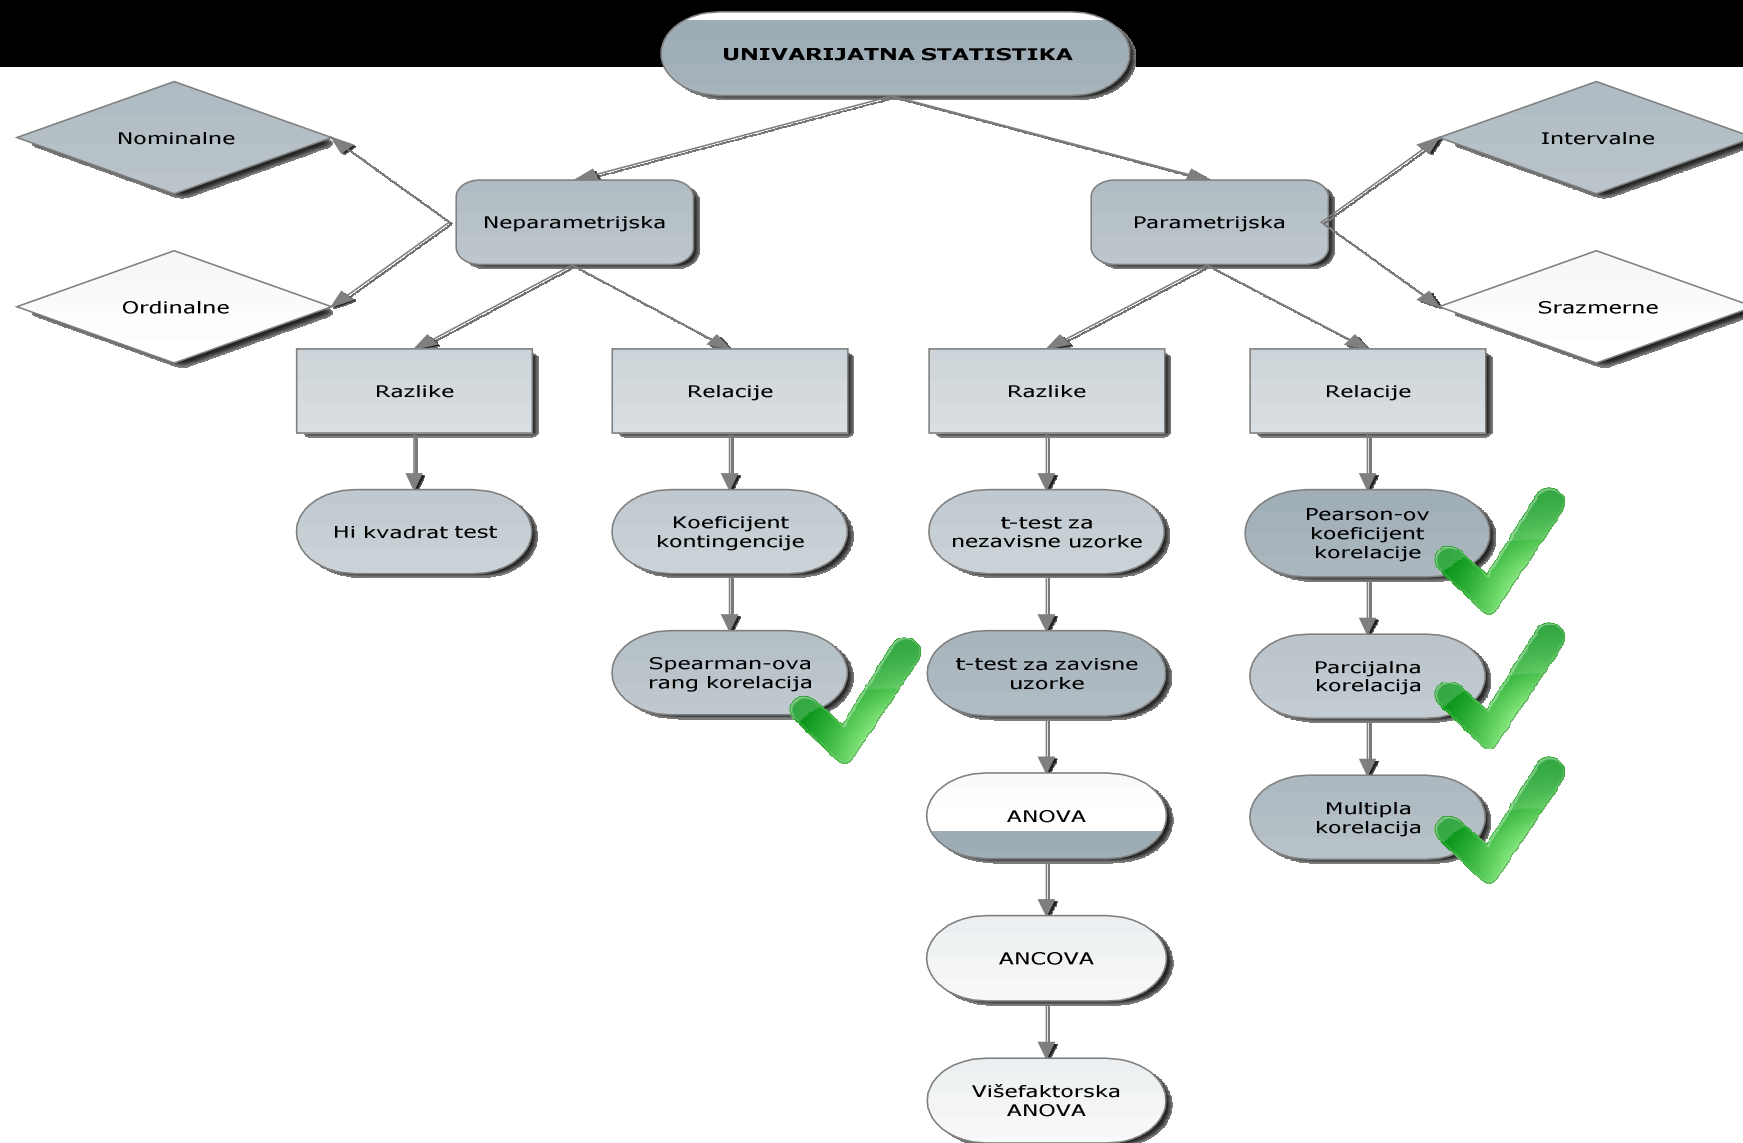 UNIVARIJATNA STATISTIKA
Nominalne
Intervalne
Neparametrijska
Parametrijska
Ordinalne
Srazmerne
Razlike
Relacije
Razlike
Relacije
Hi kvadrat test
Koeficijent
kontingencije
t-test za
nezavisne uzorke
Pearson-ov
koeficijent
korelacije
Spearman-ova
rang korelacija
t-test za zavisne
uzorke
Parcijalna
korelacija
ANOVA
Multipla
korelacija
ANCOVA
Višefaktorska
ANOVA